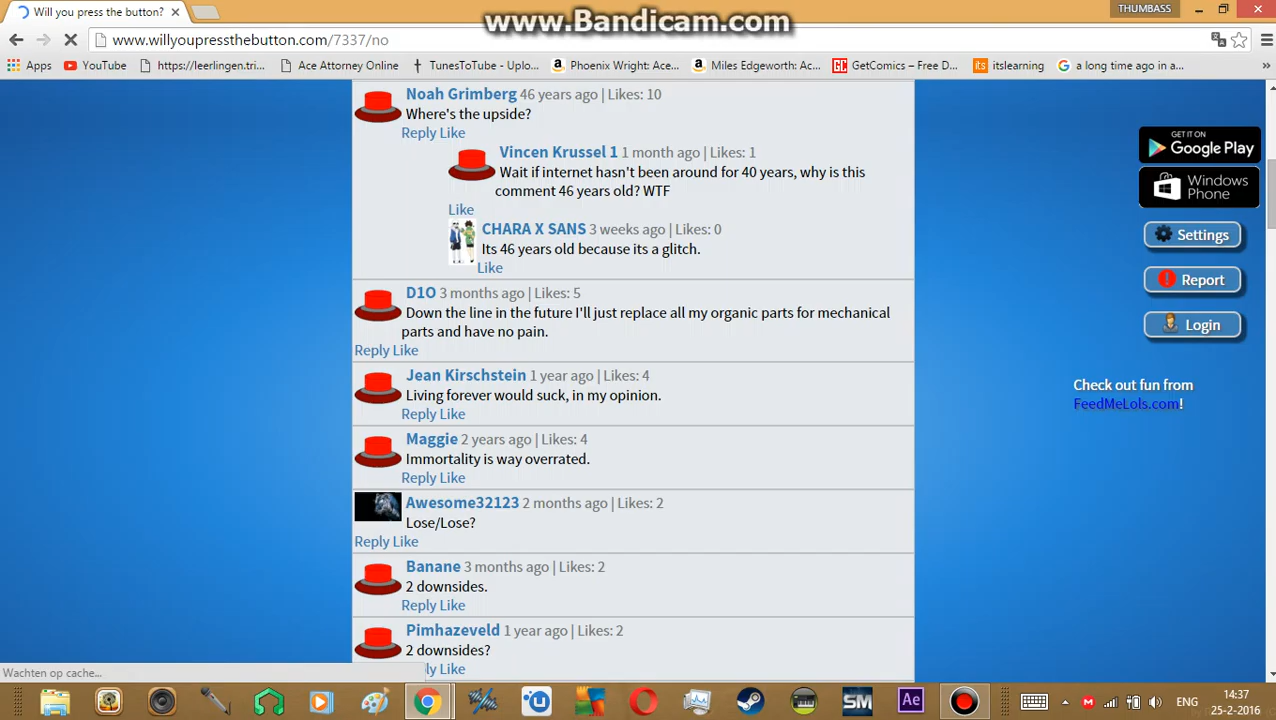 Will you press the button?
www.Bandicam.com
THUMBASS
www.willyoupressthebutton.com/7337/no
Apps YouTube https://leerlingen.tri... Ace Attorney Online TunesToTube - Uplo... Phoenix Wright: Ace... Miles Edgeworth: Ac... GetComics – Free D... itslearning a long time ago in a...
Noah Grimberg 46 years ago | Likes: 10
Where's the upside?
Reply Like
Vincen Krussel 1 1 month ago | Likes: 1
Wait if internet hasn't been around for 40 years, why is this
comment 46 years old? WTF
Like
CHARA X SANS 3 weeks ago | Likes: 0
Its 46 years old because its a glitch.
Like
D1O 3 months ago | Likes: 5
Down the line in the future I'll just replace all my organic parts for mechanical
parts and have no pain.
Reply Like
Jean Kirschstein 1 year ago | Likes: 4
Living forever would suck, in my opinion.
Reply Like
Maggie 2 years ago | Likes: 4
Immortality is way overrated.
Reply Like
Awesome32123 2 months ago | Likes: 2
Lose/Lose?
Reply Like
Banane 3 months ago | Likes: 2
2 downsides.
Reply Like
Pimhazeveld 1 year ago | Likes: 2
2 downsides?
ly Like
GET IT ON
Google Play
Windows
Phone
Settings
Report
Login
Check out fun from
FeedMeLols.com!
Wachten op cache...
SM
Ae
ENG
14:37
25-2-2016